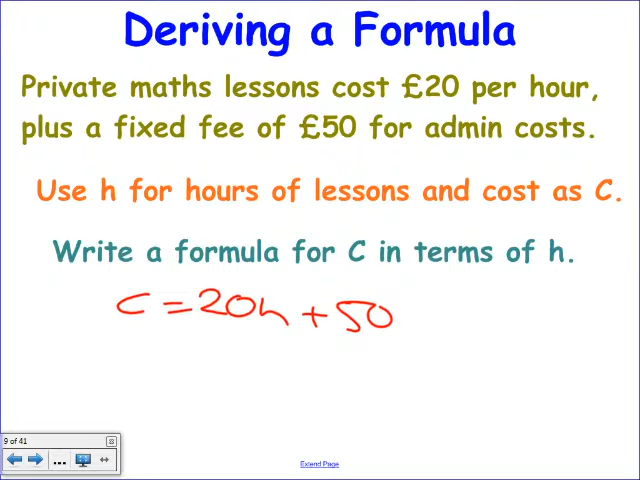 Deriving a Formula
Private maths lessons cost £20 per hour,
plus a fixed fee of £50 for admin costs.
Use h for hours of lessons and cost as C.
Write a formula for C in terms of h.
C = 20h + 50
9 of 41
...
Extend Page